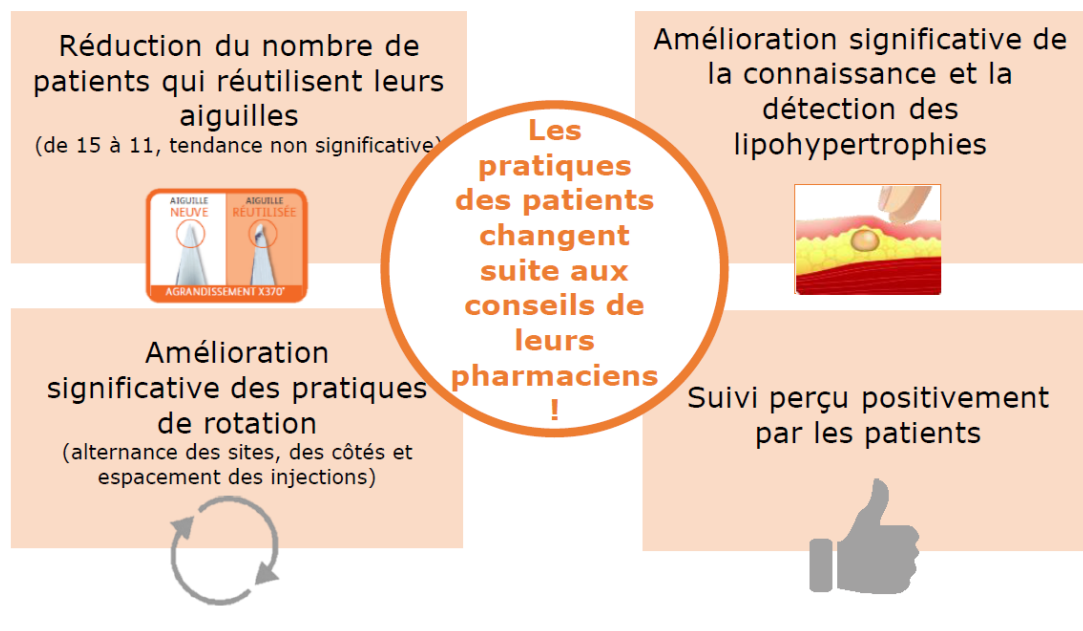 Réduction du nombre de
patients qui réutilisent leurs
aiguilles
(de 15 à 11, tendance non significative)
AIGUILLE
NEUVE
AIGUILLE
RÉUTILISÉE
AGRANDISSEMENT X370*
Amélioration significative de
la connaissance et la
détection des
lipohypertrophies
Les
pratiques
des patients
changent
suite aux
conseils de
leurs
pharmaciens
!
Amélioration
significative des pratiques
de rotation
(alternance des sites, des côtés et
espacement des injections)
Suivi perçu positivement
par les patients